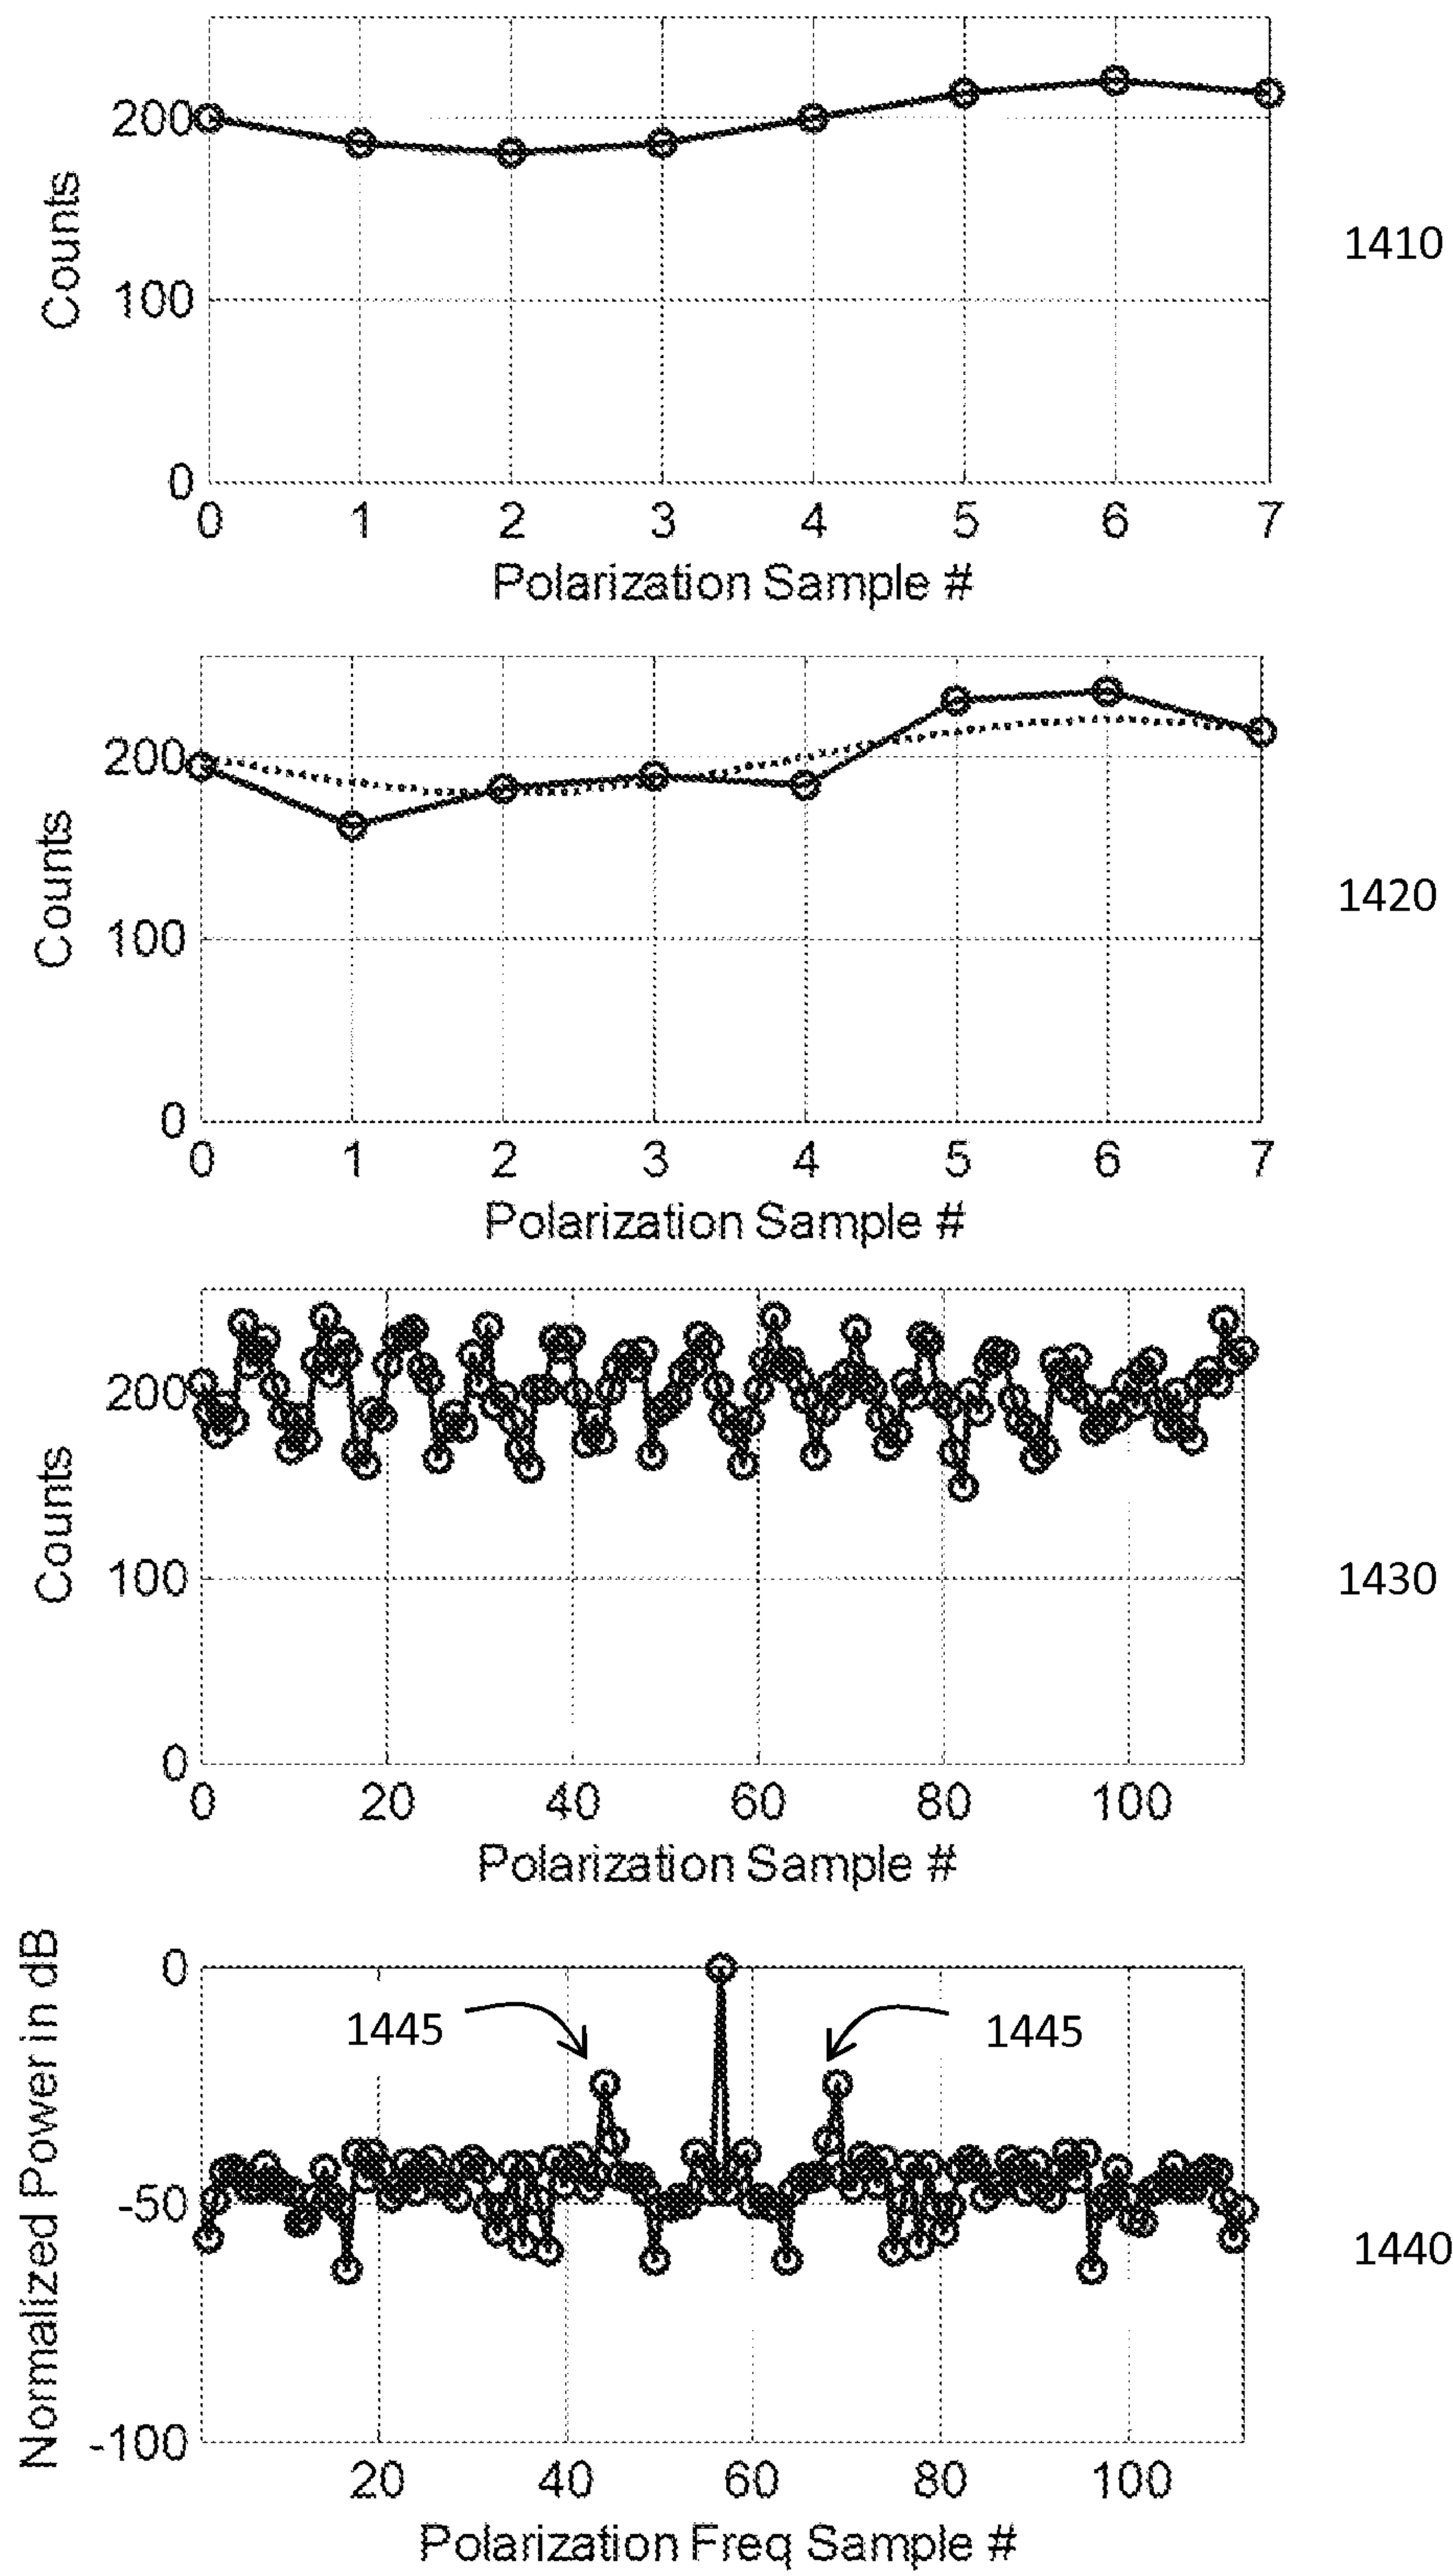 200
100
0
Counts
0 1 2 3 4 5 6 7
Polarization Sample #
1410
200
100
0
Counts
0 1 2 3 4 5 6 7
Polarization Sample #
1420
200
100
0
Counts
0 20 40 60 80 100
Polarization Sample #
1430
0
-50
-100
Normalized Power in dB
1445
1445
20 40 60 80 100
Polarization Freq Sample #
1440